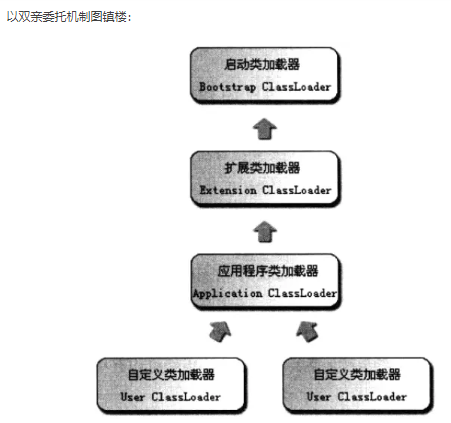 以双亲委托机制图镇楼：
启动类加载器
Bootstrap ClassLoader
扩展类加载器
Extension ClassLoader
应用程序类加载器
Application ClassLoader
自定义类加载器
User ClassLoader
自定义类加载器
User ClassLoader